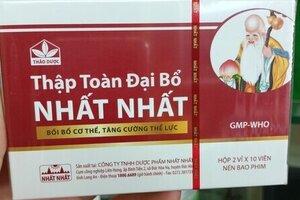 THẢO DƯỢC
Thập Toàn Đại Bổ
NHẤT NHẤT
BỒI BỔ CƠ THỂ, TĂNG CƯỜNG THỂ LỰC
GMP-WHO
Sản xuất tại: CÔNG TY TNHH DƯỢC PHẨM NHẤT NHẤT
HỘP 2 VỈ X 10 VIÊN
NÉN BAO PHIM
NHẤT NHẤT